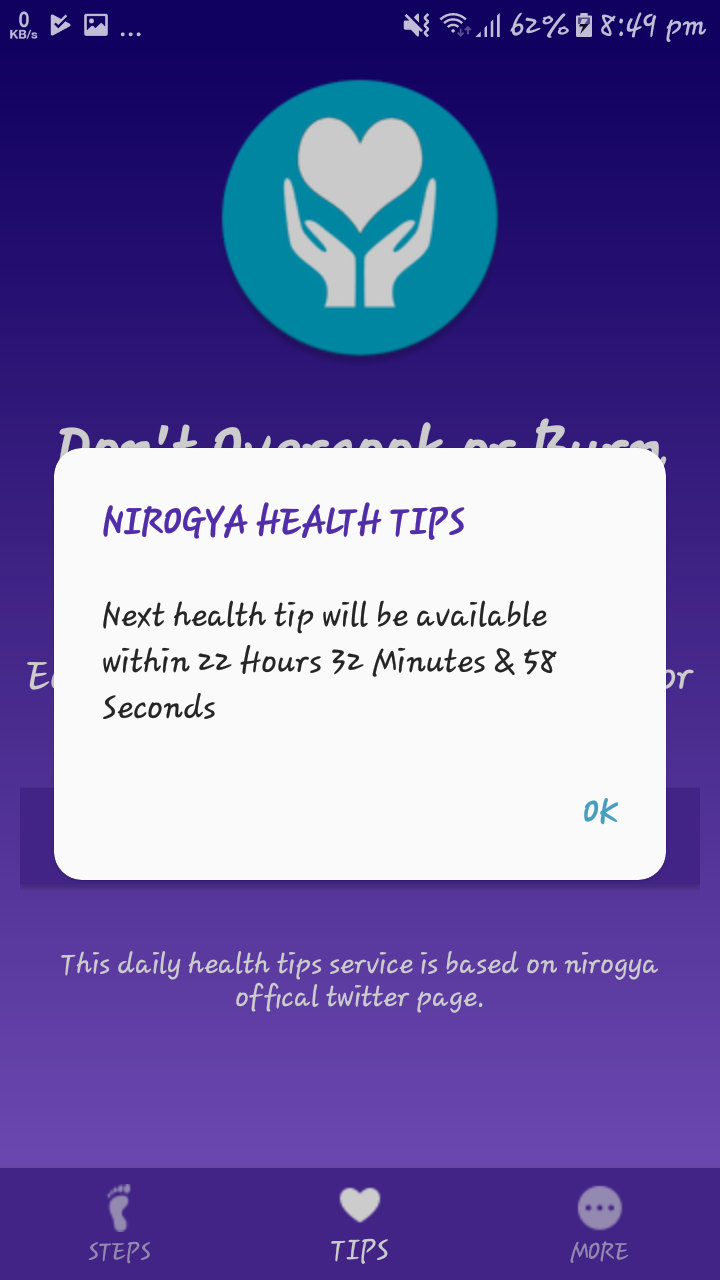 0
KB/s ... 62% 8:49 pm
Don't Overcook or Burn
NIROGYA HEALTH TIPS
Next health tip will be available
within 22 Hours 32 Minutes & 58
Seconds
or
OK
This daily health tips service is based on nirogya
offical twitter page.
STEPS TIPS MORE